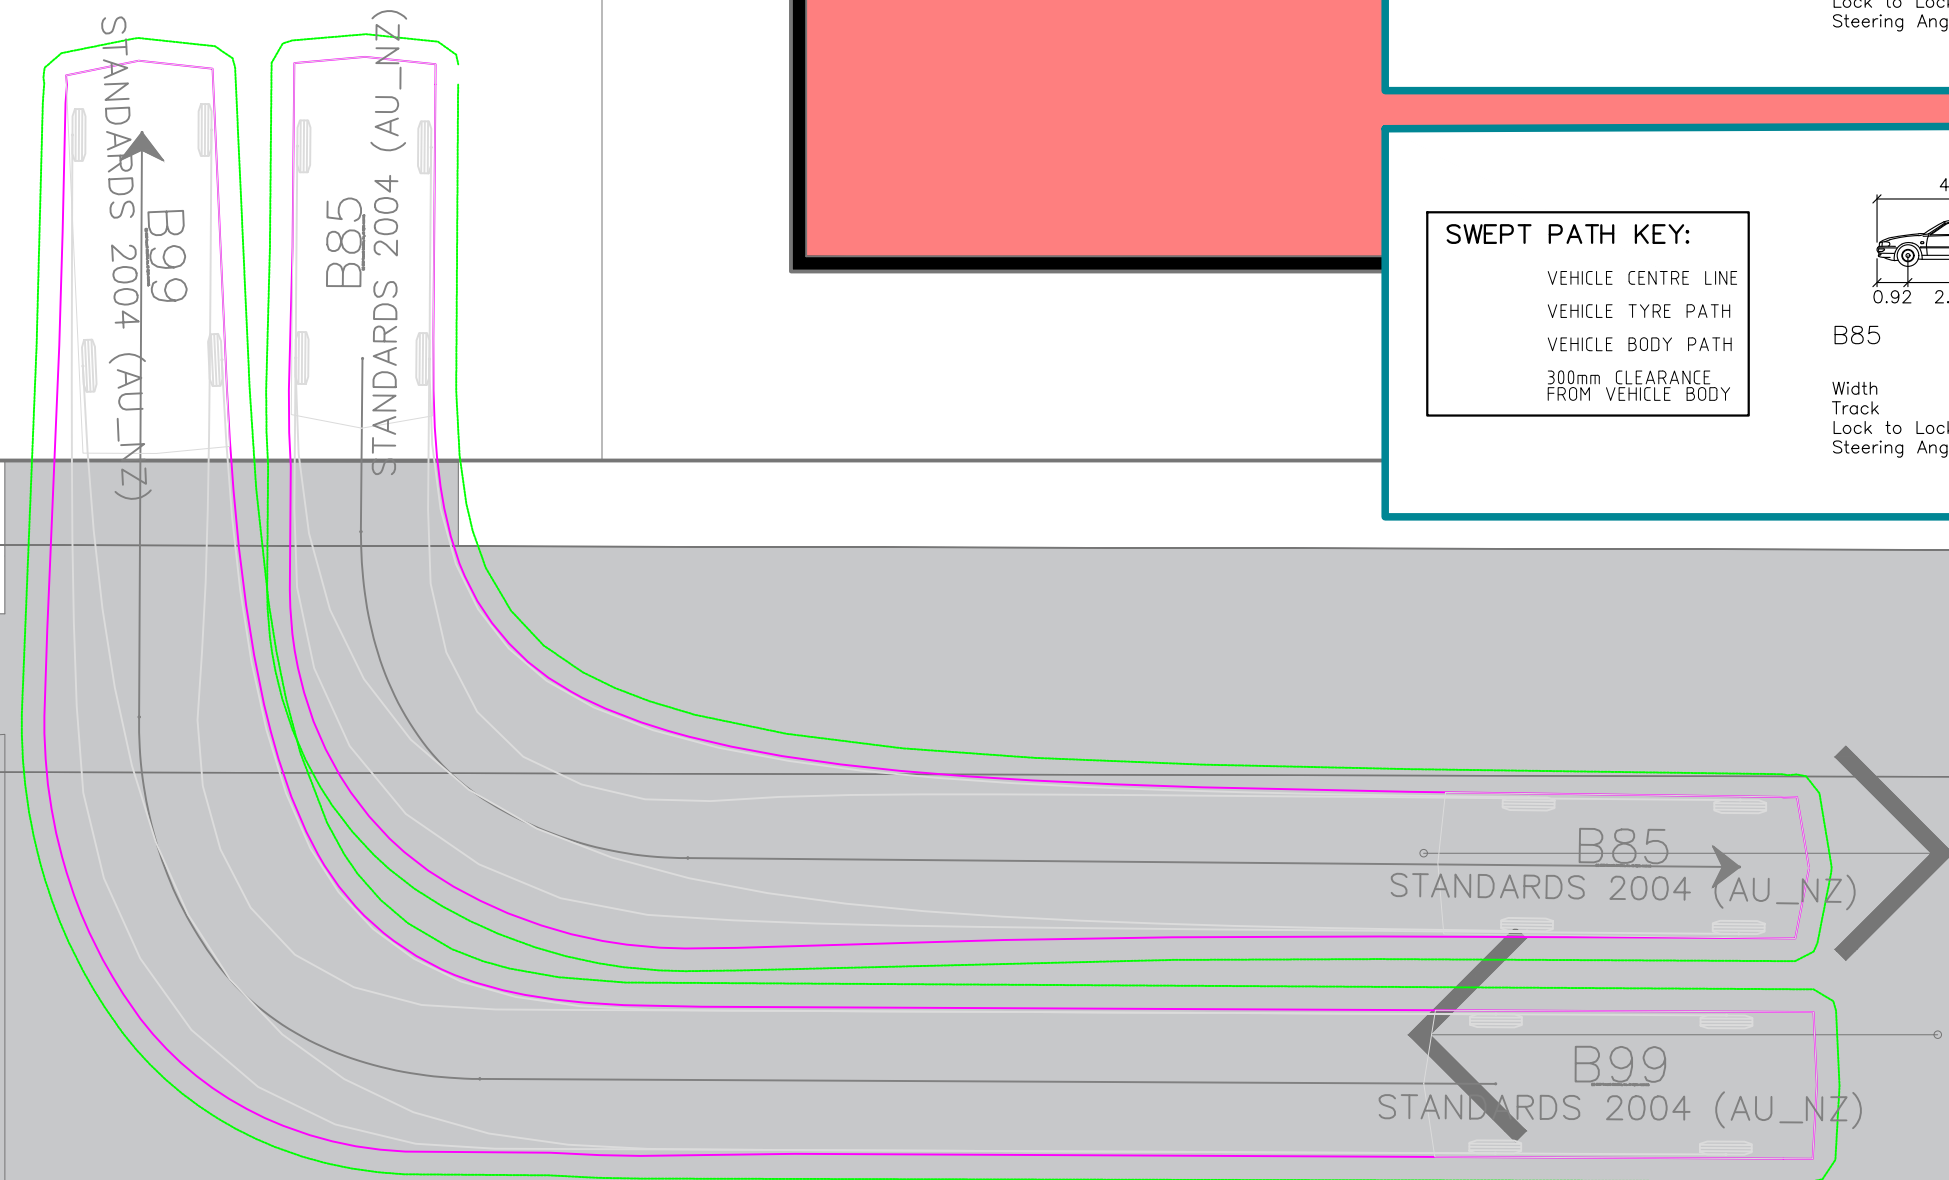 Lock to Lock
Steering Ang
STANDARDS 2004 (AU_NZ)
B99
B85
STANDARDS 2004 (AU_NZ)
SWEPT PATH KEY:
VEHICLE CENTRE LINE
VEHICLE TYRE PATH
VEHICLE BODY PATH
300mm CLEARANCE
FROM VEHICLE BODY
4
0.92 2.
B85
Width
Track
Lock to Lock
Steering Ang
B85
STANDARDS 2004 (AU_NZ)
B99
STANDARDS 2004 (AU_NZ)